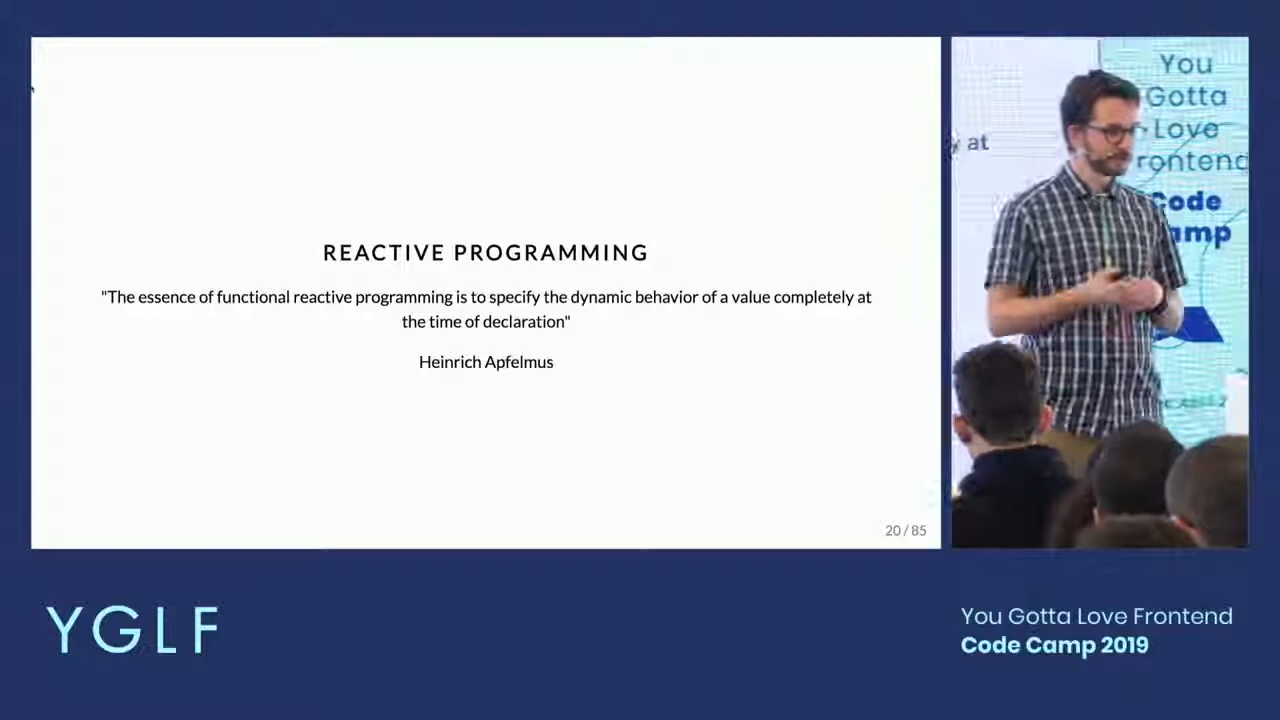 REACTIVE PROGRAMMING
"The essence of functional reactive programming is to specify the dynamic behavior of a value completely at
the time of declaration"
Heinrich Apfelmus
20 / 85
at
You
Gotta
Love
rontend
Code
amp
YGLF
You Gotta Love Frontend
Code Camp 2019